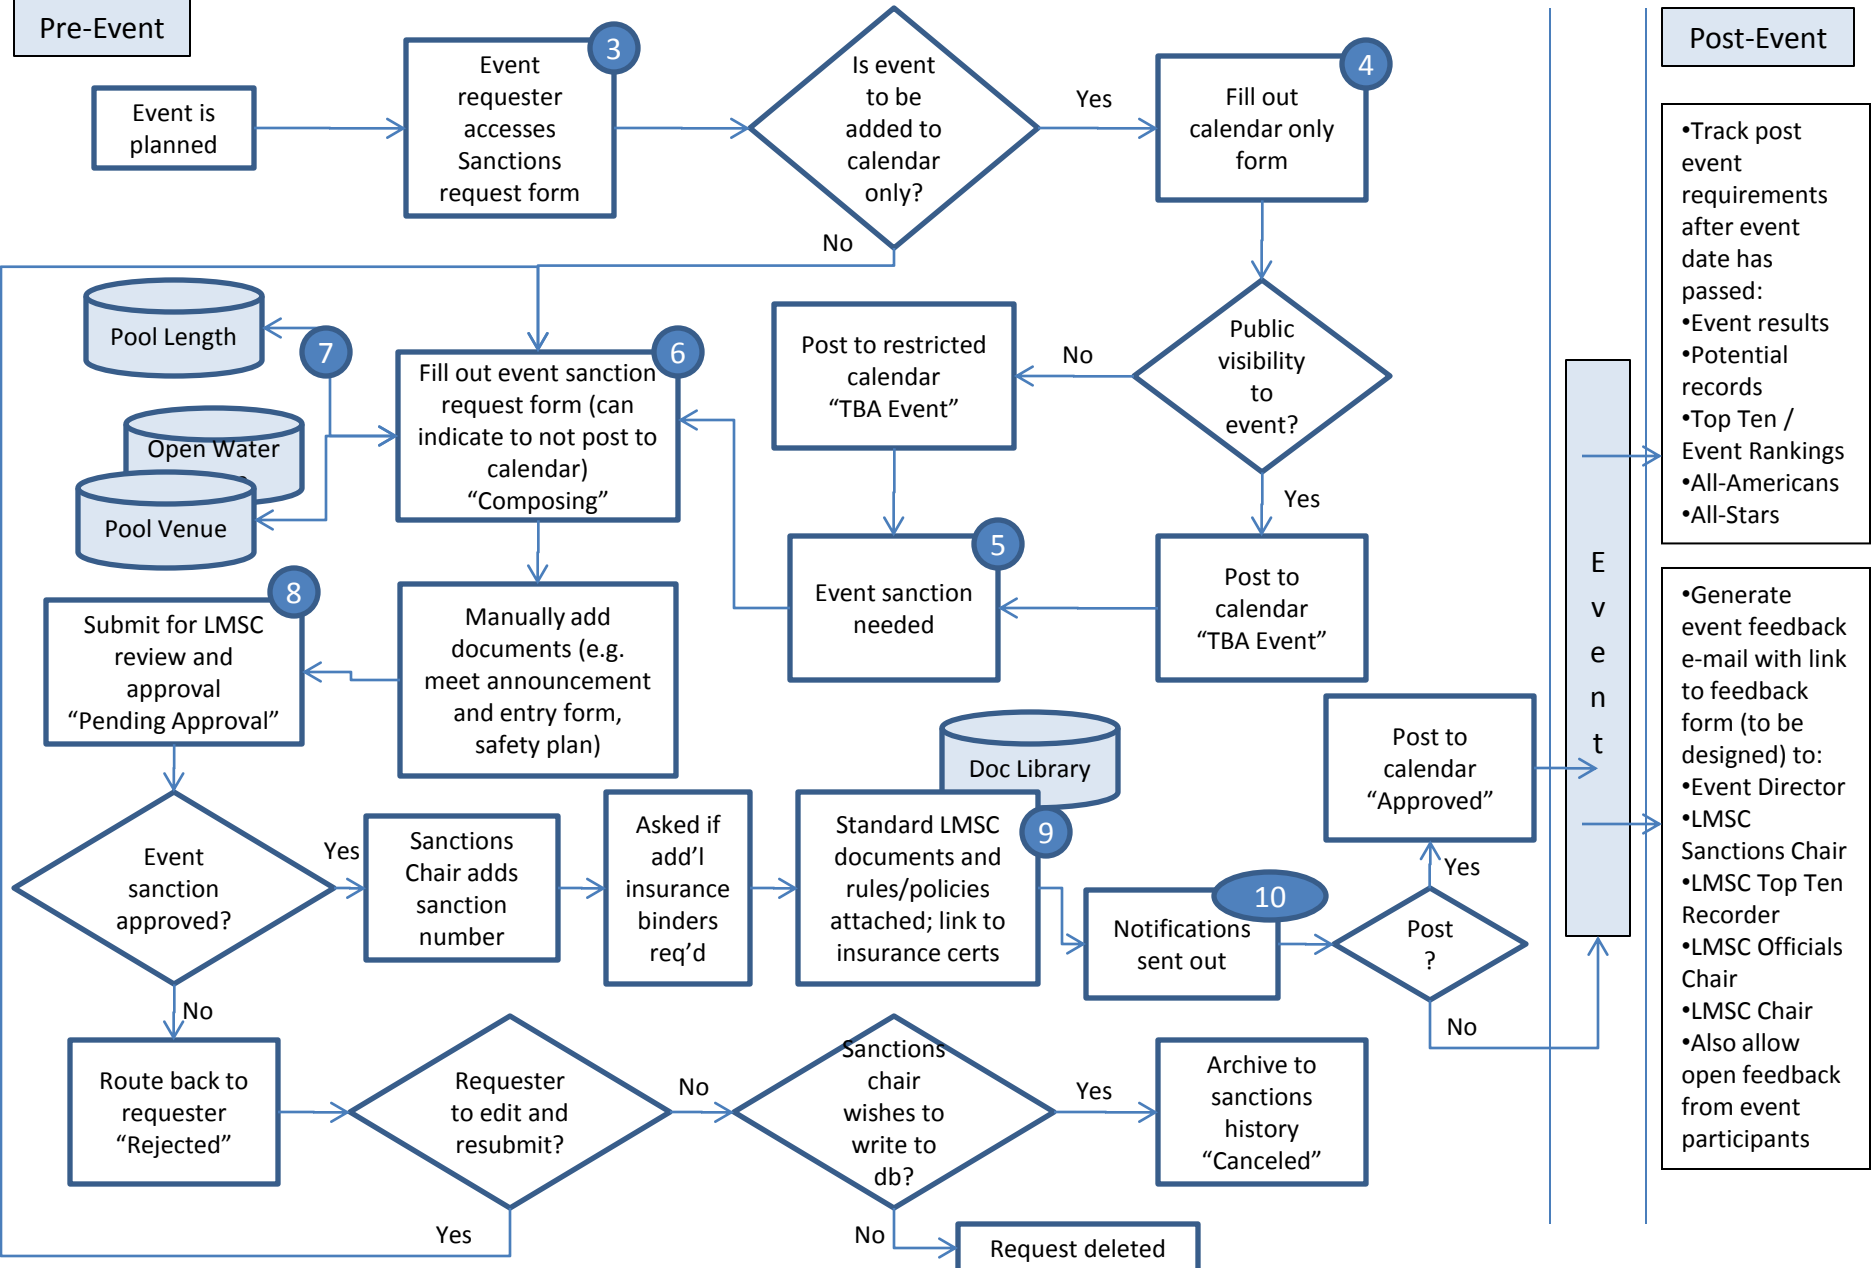 Pre-Event
Event is
planned
3
Event
requester
accesses
Sanctions
request form
Is event
to be
added to
calendar
only?
Yes
No
4
Fill out
calendar only
form
Public
visibility
to
event?
No
Yes
Post to restricted
calendar
“TBA Event”
Post to
calendar
“TBA Event”
5
Event sanction
needed
6
Fill out event sanction
request form (can
indicate to not post to
calendar)
“Composing”
7
Pool Length
Open Water
Pool Venue
Manually add
documents (e.g.
meet announcement
and entry form,
safety plan)
8
Submit for LMSC
review and
approval
“Pending Approval”
Event
sanction
approved?
Yes
No
Sanctions
Chair adds
sanction
number
Asked if
add’l
insurance
binders
req’d
Doc Library
9
Standard LMSC
documents and
rules/policies
attached; link to
insurance certs
10
Notifications
sent out
Post
?
Yes
No
Post to
calendar
“Approved”
Route back to
requester
“Rejected”
Requester
to edit and
resubmit?
Yes
No
Sanctions
chair
wishes to
write to
db?
Yes
No
Archive to
sanctions
history
“Canceled”
Request deleted
E
v
e
n
t
Post-Event
•Track post
event
requirements
after event
date has
passed:
•Event results
•Potential
records
•Top Ten /
Event Rankings
•All-Americans
•All-Stars
•Generate
event feedback
e-mail with link
to feedback
form (to be
designed) to:
•Event Director
•LMSC
Sanctions Chair
•LMSC Top Ten
Recorder
•LMSC Officials
Chair
•LMSC Chair
•Also allow
open feedback
from event
participants